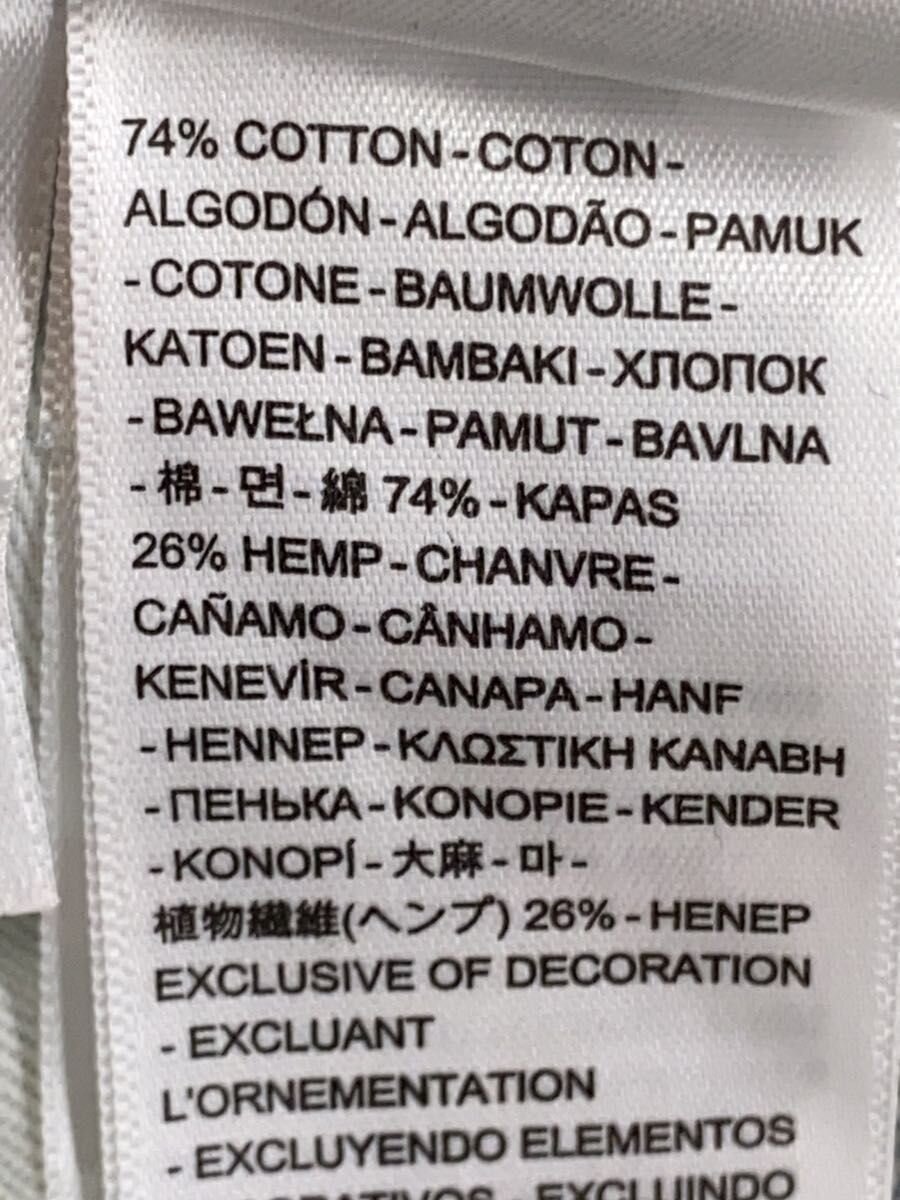 74% COTTON - COTON -
ALGODÓN - ALGODÃO - PAMUK
- COTONE - BAUMWOLLE -
KATOEN - BAMBAKI - ХЛОПОК
- BAWEŁNA - PAMUT - BAVLNA
- 棉 - 면 - 綿 74% - KAPAS
26% HEMP - CHANVRE -
CAÑAMO - CÂNHAMO -
KENEVİR - CANAPA - HANF
- HENNEP - ΚΛΩΣΤΙΚΗ ΚΑΝΑΒΗ
- ПЕНЬКА - KONOPIE - KENDER
- KONOPÍ - 大麻 - 마 -
植物繊維(ヘンプ) 26% - HENEP
EXCLUSIVE OF DECORATION
- EXCLUANT
L'ORNEMENTATION
- EXCLUYENDO ELEMENTOS
- EXCLUINDO